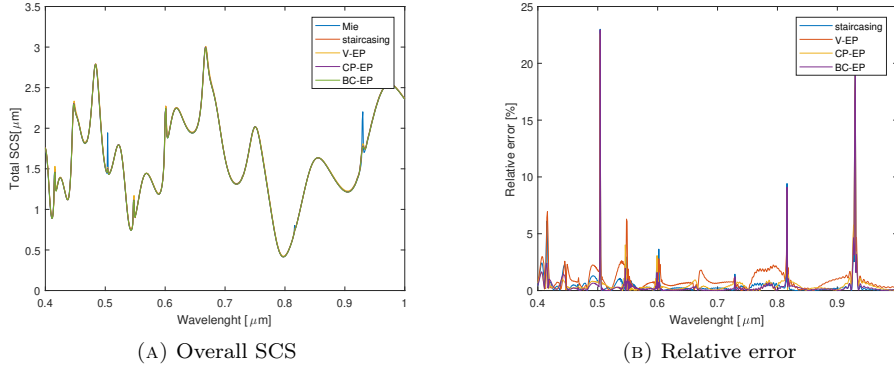 Total SCS[μm]
3.5
3
2.5
2
1.5
1
0.5
0
0.4
0.5
0.6
0.7
0.8
0.9
1
Wavelenght [ μm]
Mie
staircasing
V-EP
CP-EP
BC-EP
(A) Overall SCS
Relative error [%]
25
20
15
10
5
0
0.4
0.5
0.6
0.7
0.8
0.9
Wavelenght [ μm]
staircasing
V-EP
CP-EP
BC-EP
(B) Relative error